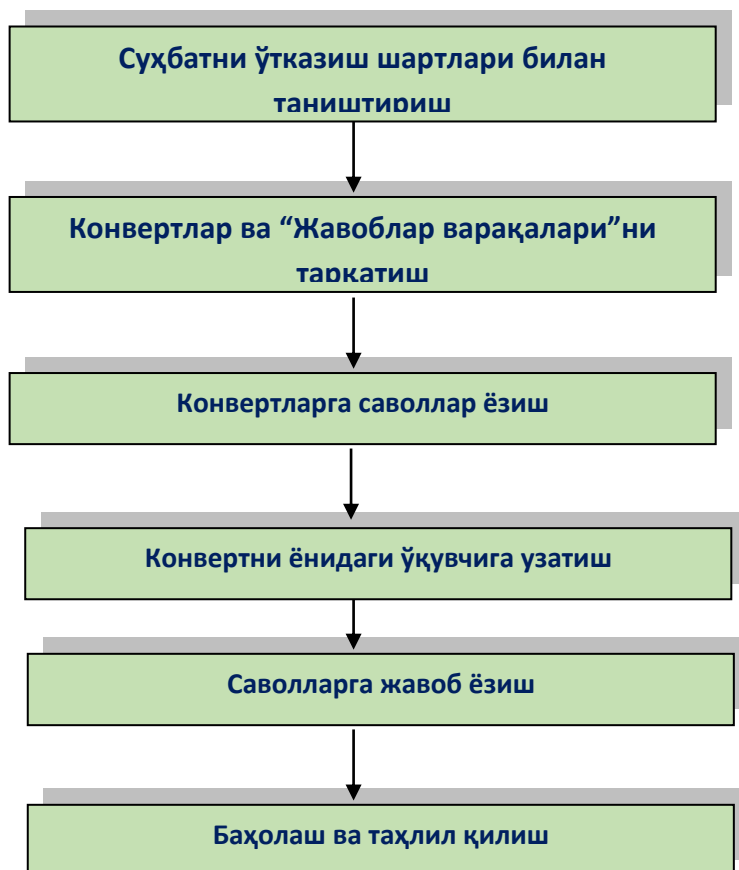 Суҳбатни ўтказиш шартлари билан
таништириш
Конвертлар ва “Жавоблар варақалари”ни
тарқатиш
Конвертларга саволлар ёзиш
Конвертни ёнидаги ўқувчига узатиш
Саволларга жавоб ёзиш
Баҳолаш ва таҳлил қилиш